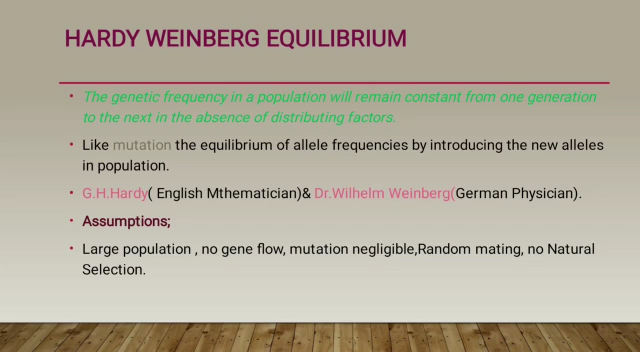 HARDY WEINBERG EQUILIBRIUM
• The genetic frequency in a population will remain constant from one generation
to the next in the absence of distributing factors.
• Like mutation the equilibrium of allele frequencies by introducing the new alleles
in population.
• G.H.Hardy( English Mthematician)& Dr.Wilhelm Weinberg(German Physician).
• Assumptions;
• Large population , no gene flow, mutation negligible,Random mating, no Natural
Selection.